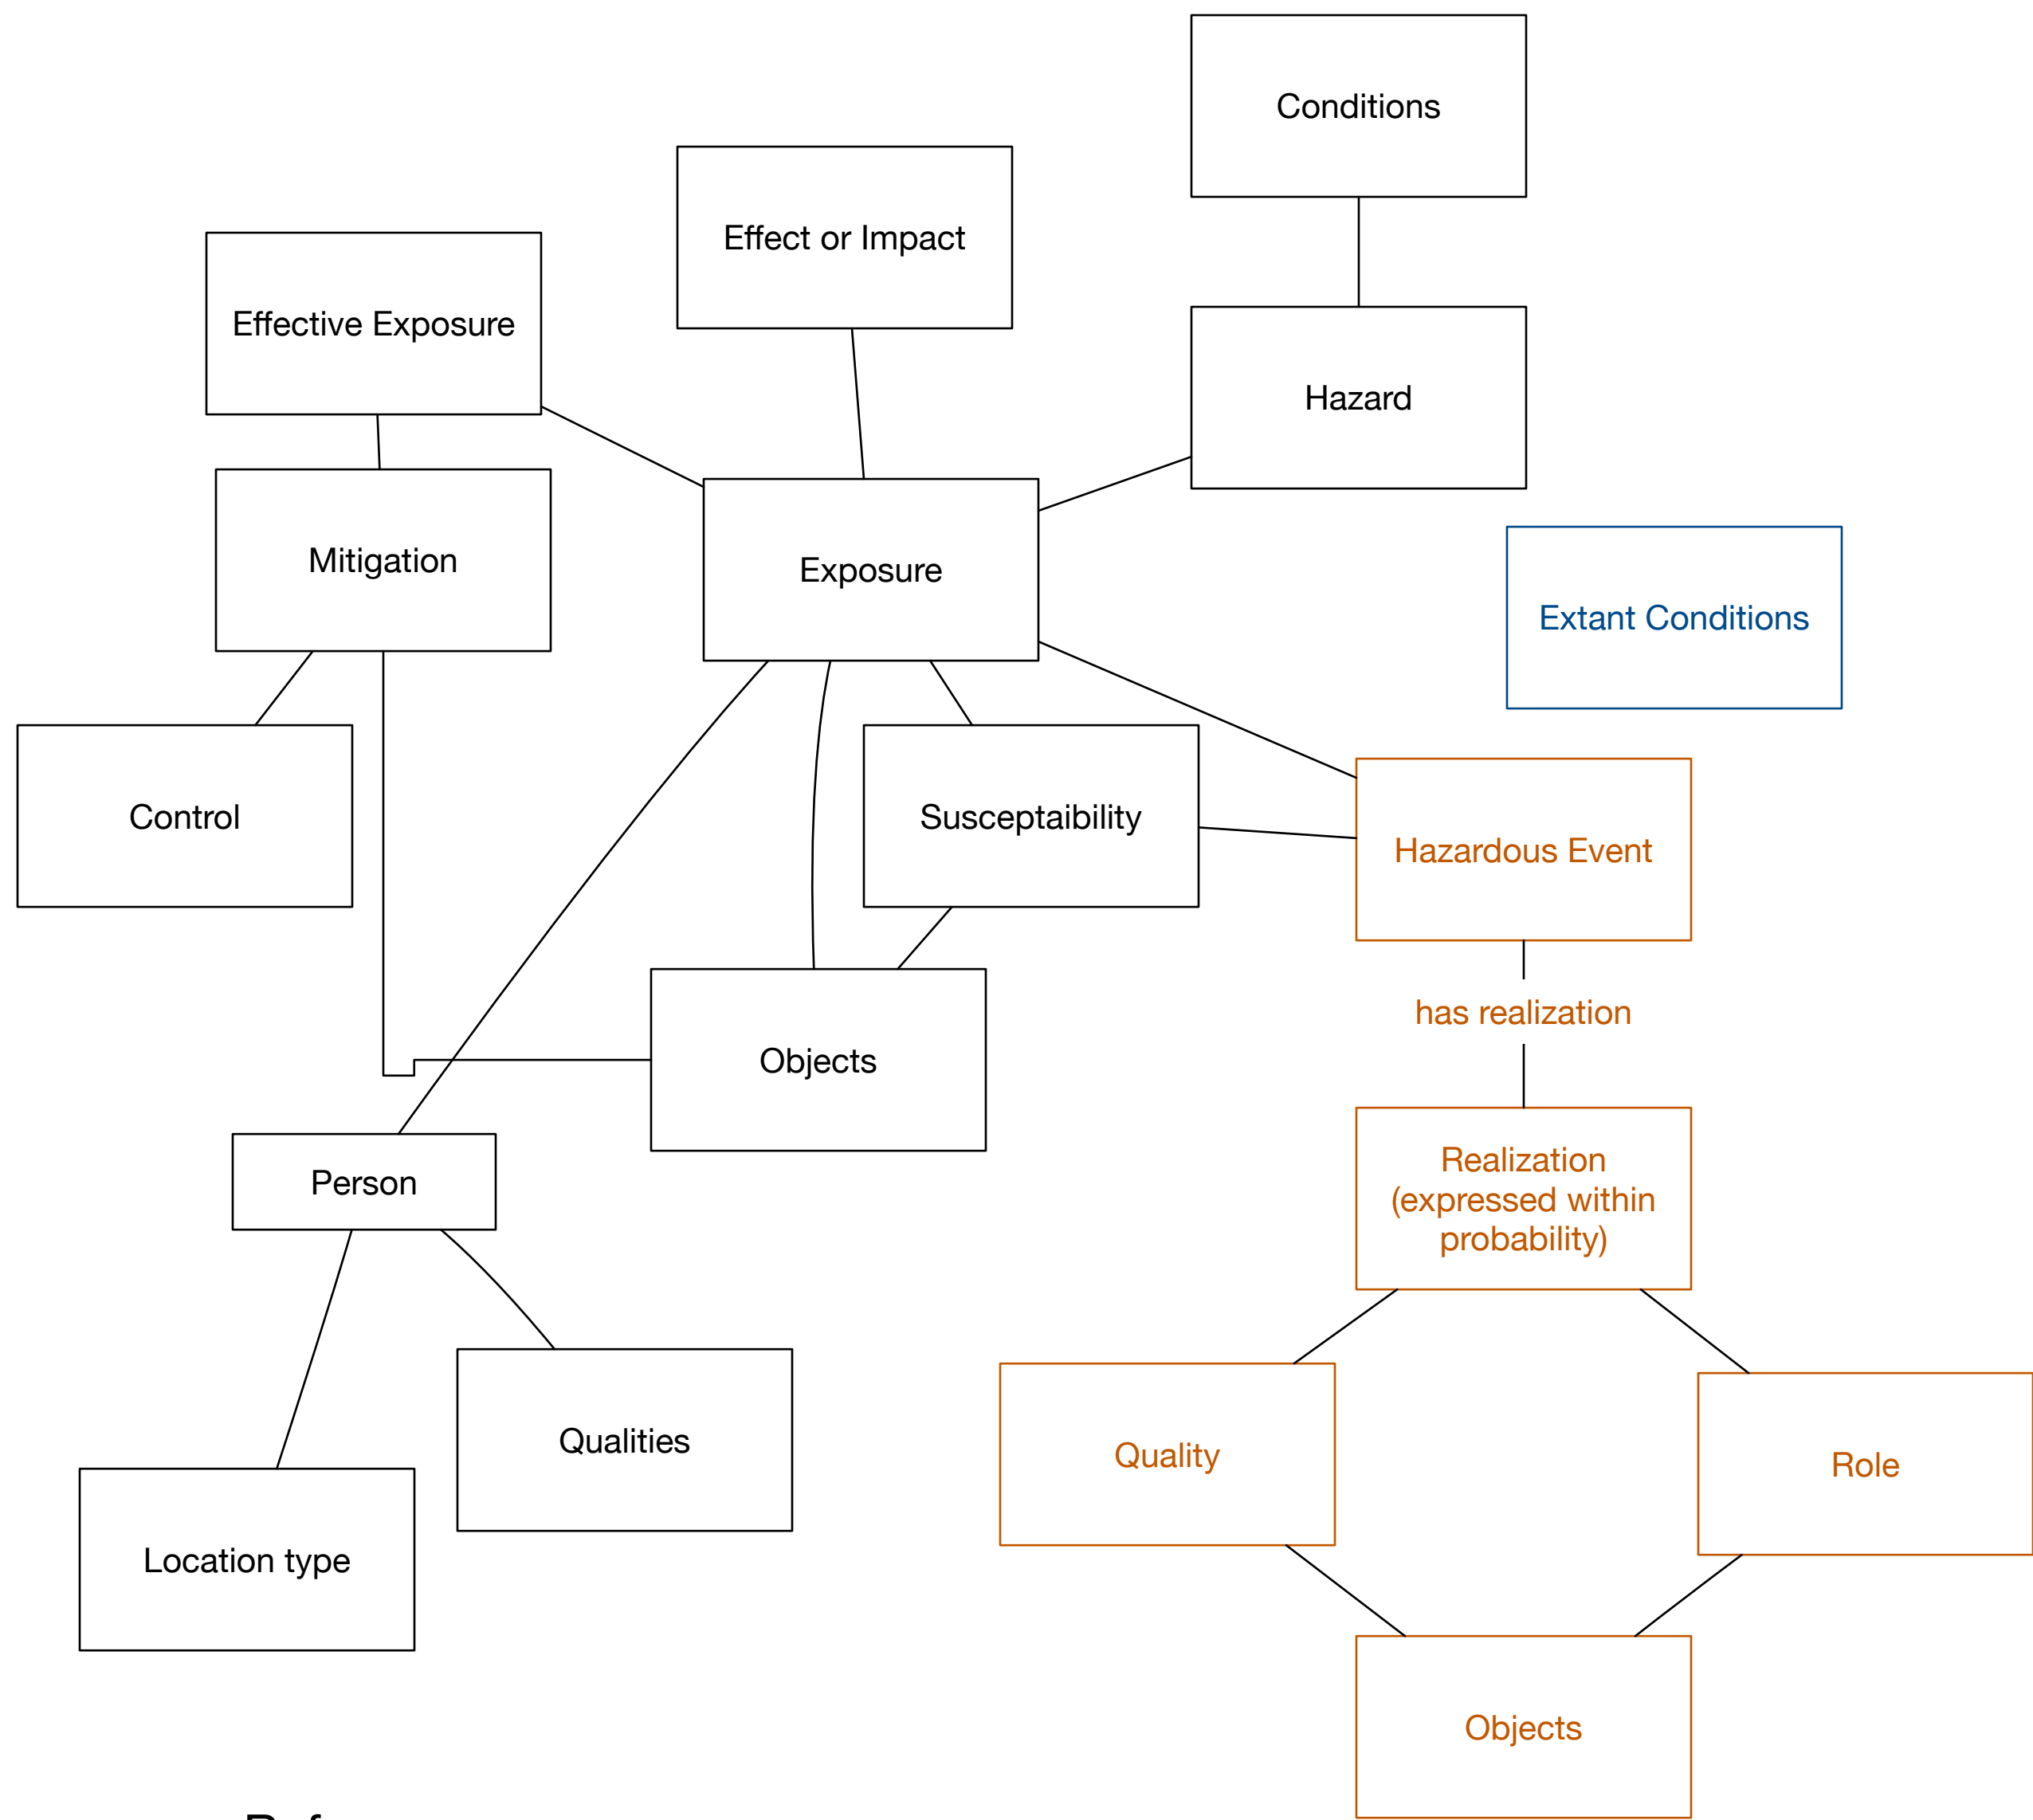 Conditions
Effect or Impact
Effective Exposure
Hazard
Mitigation
Exposure
Extant Conditions
Control
Susceptaibility
Hazardous Event
has realization
Objects
Person
Realization
(expressed within
probability)
Qualities
Quality
Role
Location type
Objects